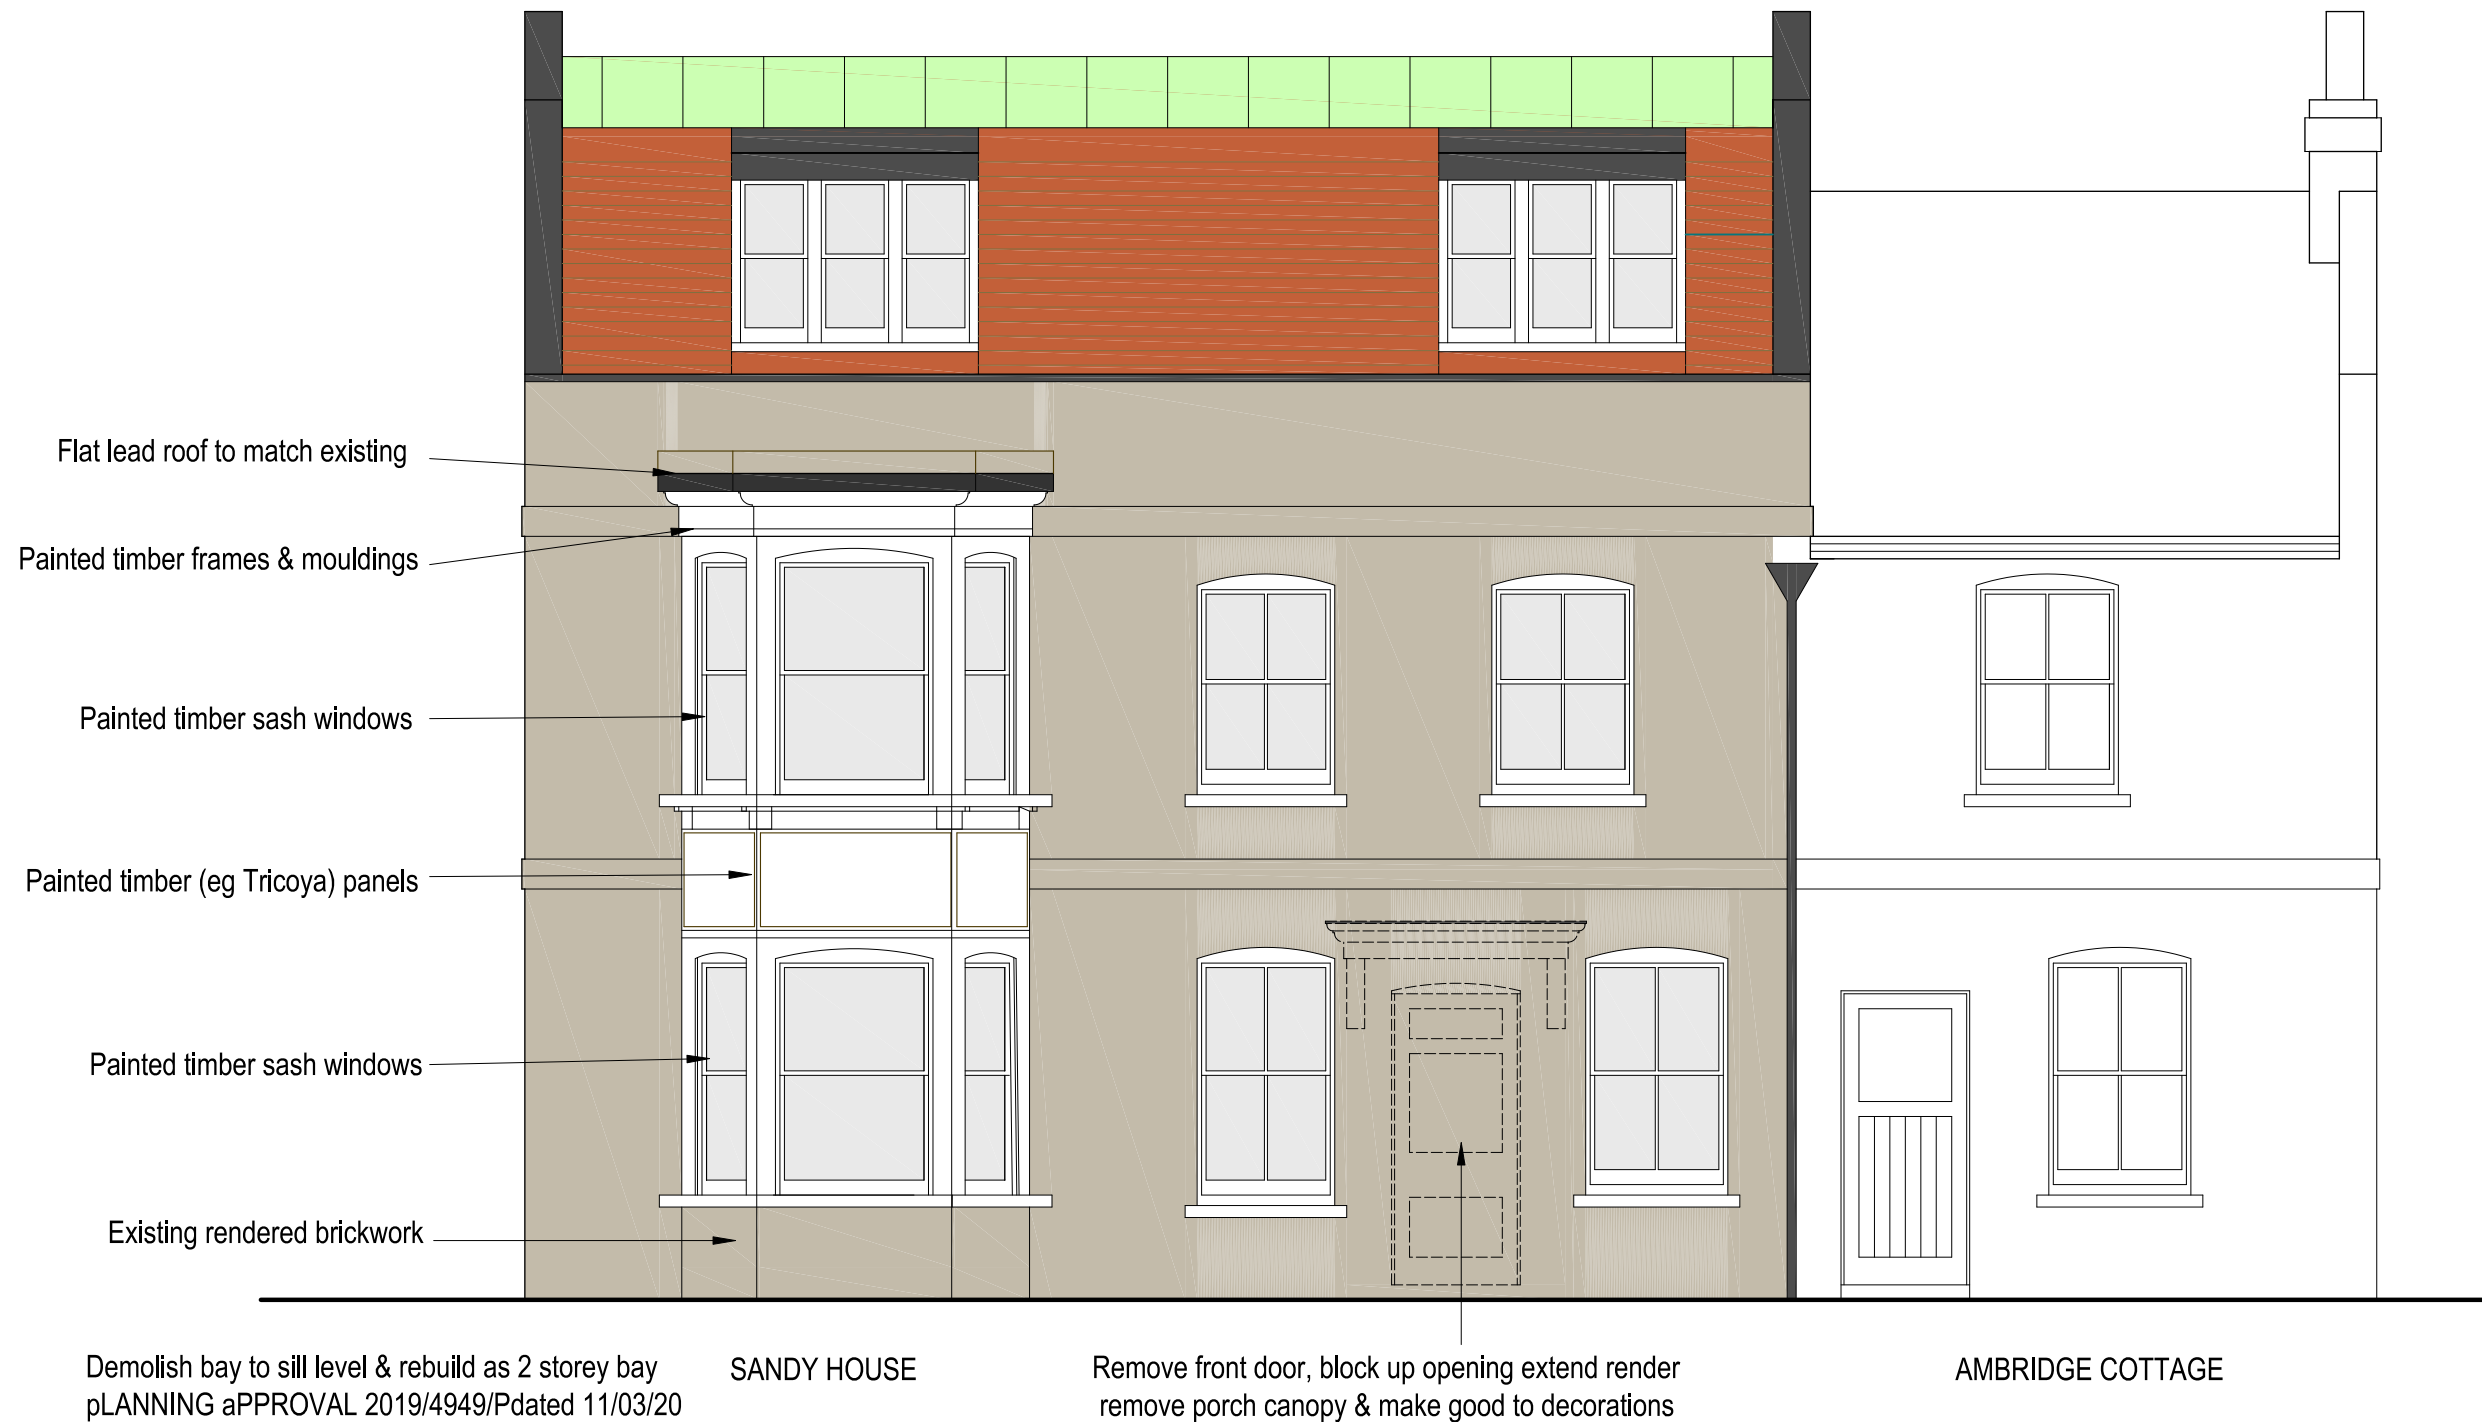 Flat lead roof to match existing
Painted timber frames & mouldings
Painted timber sash windows
Painted timber (eg Tricoya) panels
Painted timber sash windows
Existing rendered brickwork
Demolish bay to sill level & rebuild as 2 storey bay
pLANNING aPPROVAL 2019/4949/Pdated 11/03/20
SANDY HOUSE
Remove front door, block up opening extend render
remove porch canopy & make good to decorations
AMBRIDGE COTTAGE